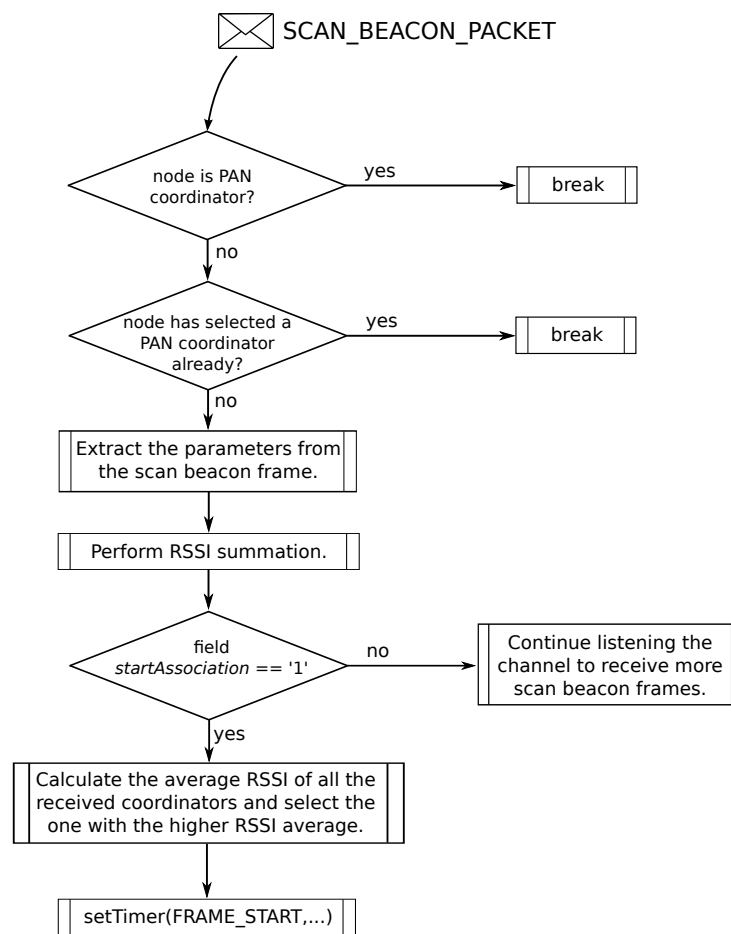 SCAN_BEACON_PACKET
node is PAN
coordinator?
yes
break
no
node has selected a
PAN coordinator
already?
yes
break
no
Extract the parameters from
the scan beacon frame.
Perform RSSI summation.
field
startAssociation == '1'
no
Continue listening the
channel to receive more
scan beacon frames.
yes
Calculate the average RSSI of all the
received coordinators and select the
one with the higher RSSI average.
setTimer(FRAME_START,...)